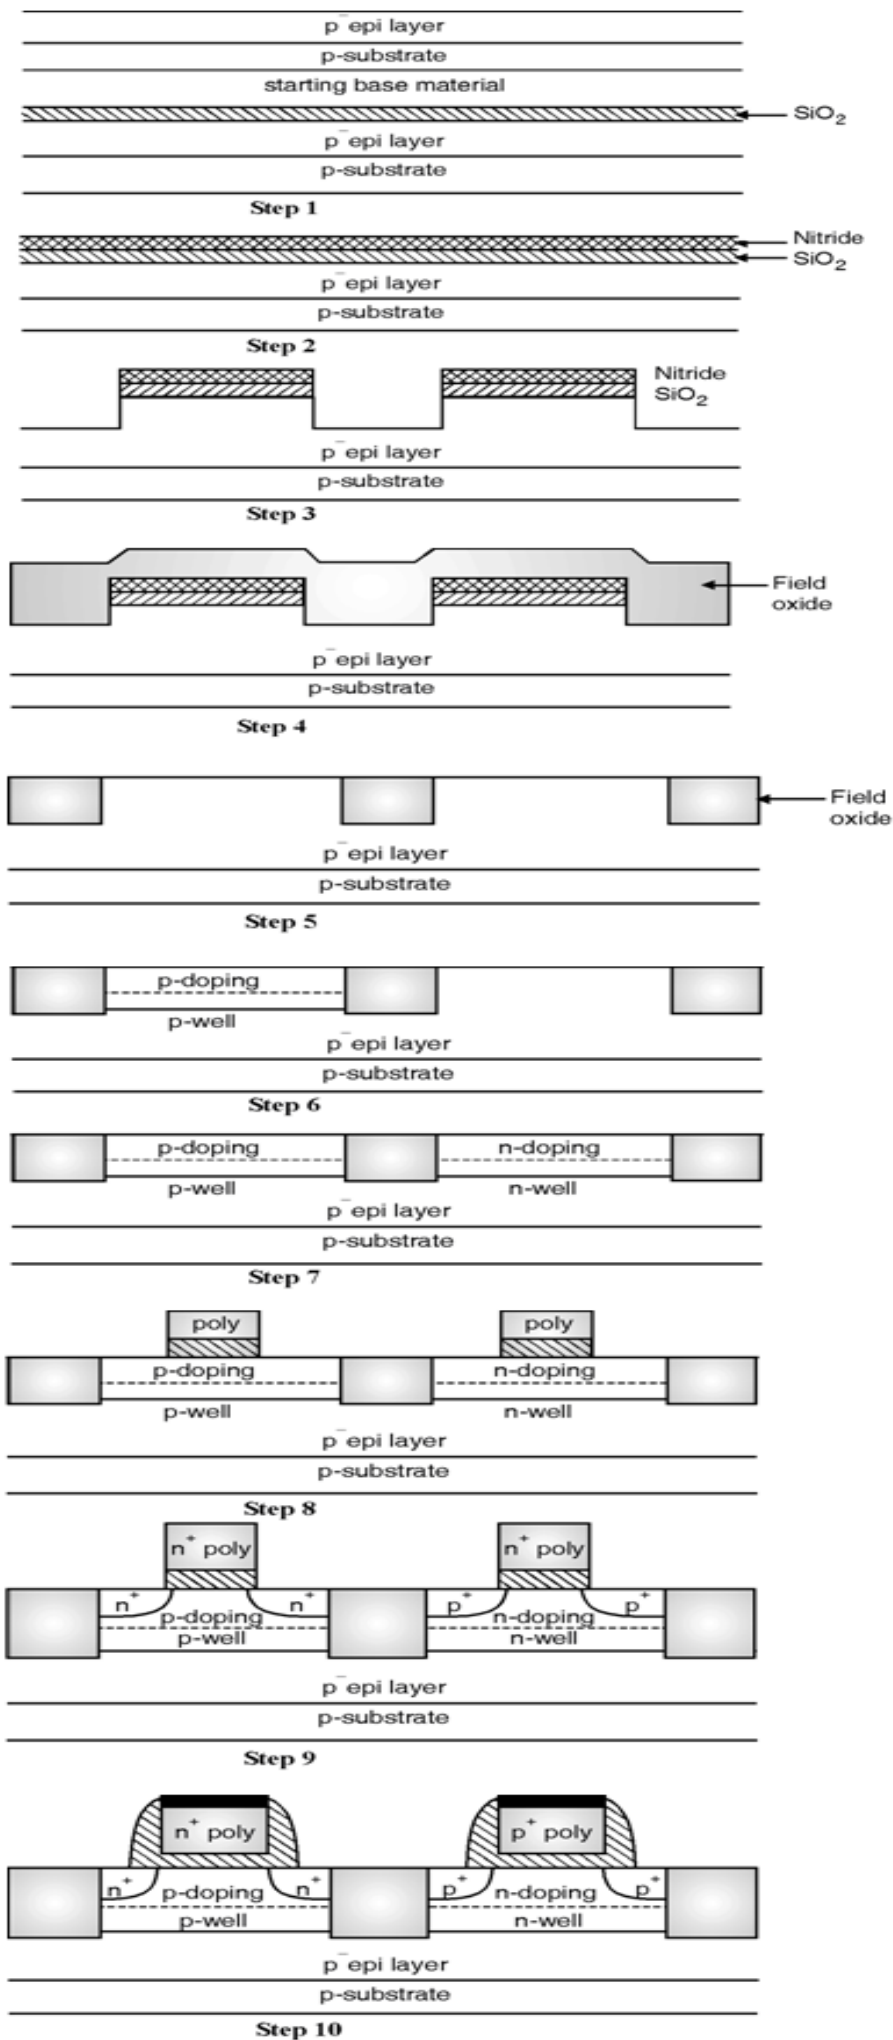 p⁻epi layer
p-substrate
starting base material
SiO₂
p⁻epi layer
p-substrate
Step 1
Nitride
SiO₂
p⁻epi layer
p-substrate
Step 2
Nitride
SiO₂
p⁻epi layer
p-substrate
Step 3
Field
oxide
p⁻epi layer
p-substrate
Step 4
Field
oxide
p⁻epi layer
p-substrate
Step 5
p-doping
p-well
p⁻epi layer
p-substrate
Step 6
p-doping n-doping
p-well n-well
p⁻epi layer
p-substrate
Step 7
poly poly
p-doping n-doping
p-well n-well
p⁻epi layer
p-substrate
Step 8
n⁺ poly n⁺ poly
n⁺ p-doping n⁺ p⁺ n-doping p⁺
p-well n-well
p⁻epi layer
p-substrate
Step 9
n⁺ poly p⁺ poly
n⁺ p-doping n⁺ p⁺ n-doping p⁺
p-well n-well
p⁻epi layer
p-substrate
Step 10